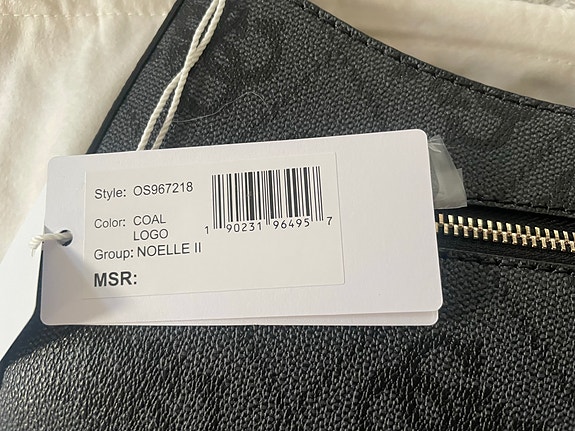 Style: OS967218
Color: COAL
LOGO
Group: NOELLE II
MSR:
1 90231 96495 7